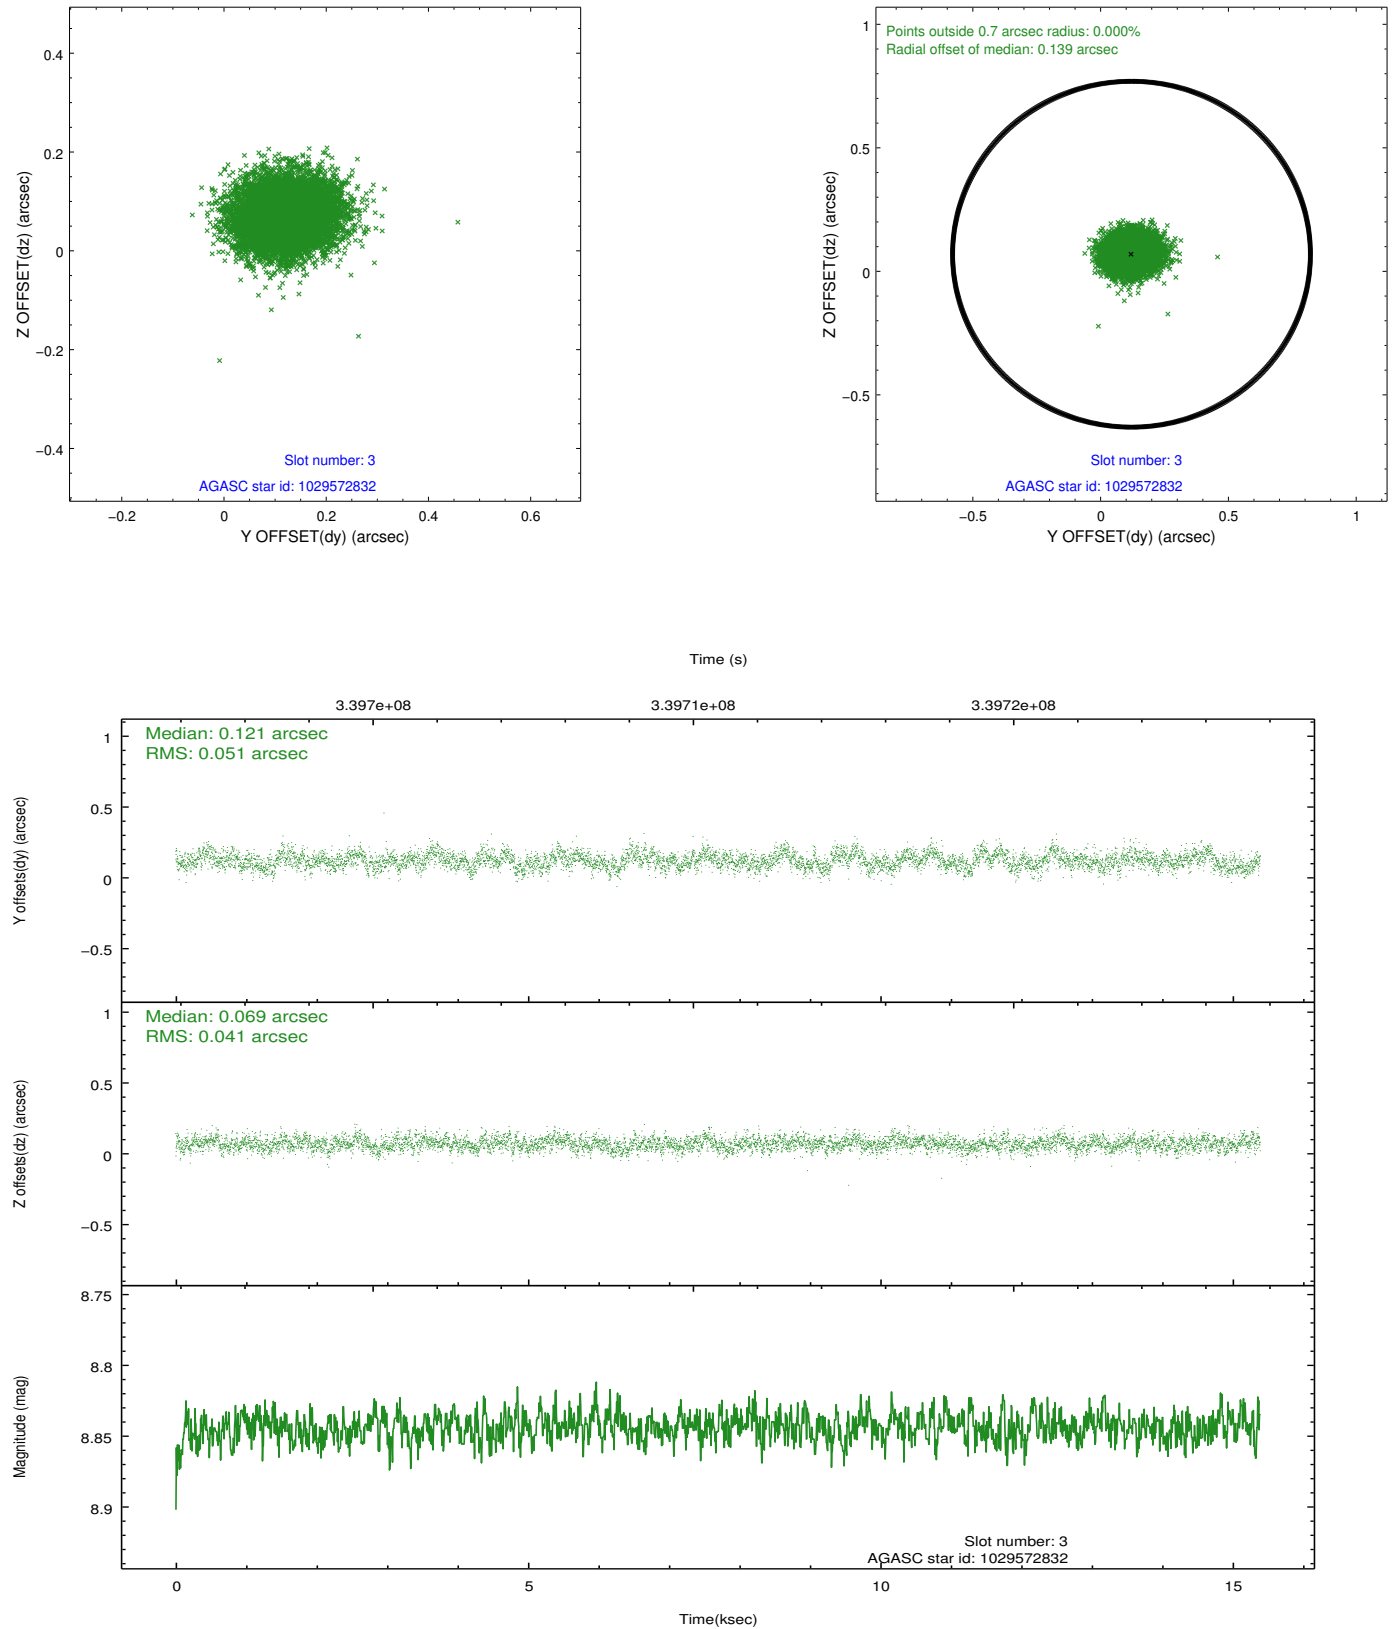 0.4
0.2
0
−0.2
−0.4
Z OFFSET(dz) (arcsec)
Slot number: 3
AGASC star id: 1029572832
−0.2 0 0.2 0.4 0.6
Y OFFSET(dy) (arcsec)
Points outside 0.7 arcsec radius: 0.000%
Radial offset of median: 0.139 arcsec
1
0.5
0
−0.5
Z OFFSET(dz) (arcsec)
Slot number: 3
AGASC star id: 1029572832
−0.5 0 0.5 1
Y OFFSET(dy) (arcsec)
Time (s)
3.397e+08 3.3971e+08 3.3972e+08
Median: 0.121 arcsec
RMS: 0.051 arcsec
1
0.5
0
−0.5
Y offsets(dy) (arcsec)
Median: 0.069 arcsec
RMS: 0.041 arcsec
1
0.5
0
−0.5
Z offsets(dz) (arcsec)
8.75
8.8
8.85
8.9
Magnitude (mag)
Slot number: 3
AGASC star id: 1029572832
0 5 10 15
Time(ksec)